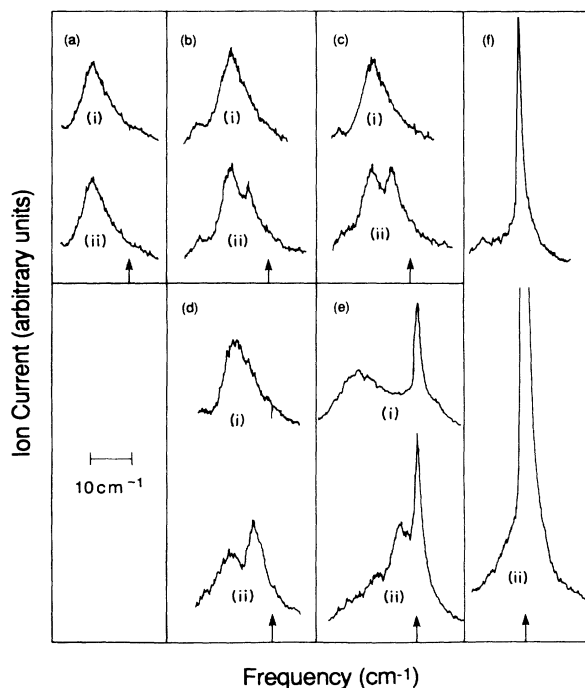 (a)
(b)
(c)
(f)
(i)
(i)
(i)
(ii)
(ii)
(ii)
(d)
(e)
(i)
(i)
10 cm⁻¹
(ii)
(ii)
(ii)
Ion Current (arbitrary units)
Frequency (cm⁻¹)